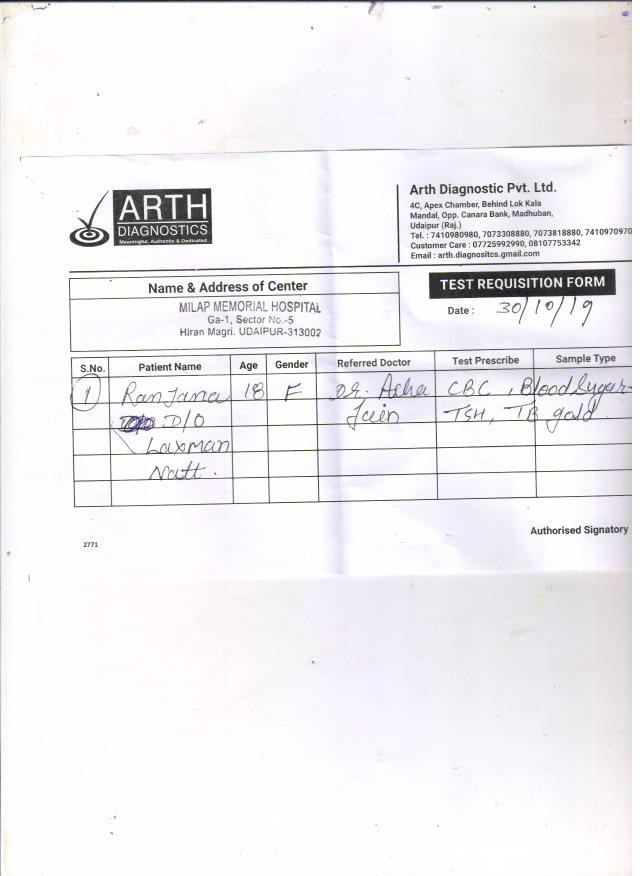 ARTH
DIAGNOSTICS
Meaningful, Authentic & Dedicated
Arth Diagnostic Pvt. Ltd.
4C, Apex Chamber, Behind Lok Kala
Mandal, Opp. Canara Bank, Madhuban,
Udaipur (Raj.)
Tel. : 7410980980, 7073308880, 7073818880, 7410970970
Customer Care : 07725992990, 08107753342
Email : arth.diagnositcs.gmail.com
Name & Address of Center
MILAP MEMORIAL HOSPITAL
Ga-1, Sector No.-5
Hiran Magri. UDAIPUR-313002
TEST REQUISITION FORM
Date : 30/10/19
S.No. Patient Name Age Gender Referred Doctor Test Prescribe Sample Type
1 Ranjana 18 F Dr. Asha CBC, Blood Sugar
D/O Jain TSH, TB gold
Laxman
Natt.
Authorised Signatory
2771